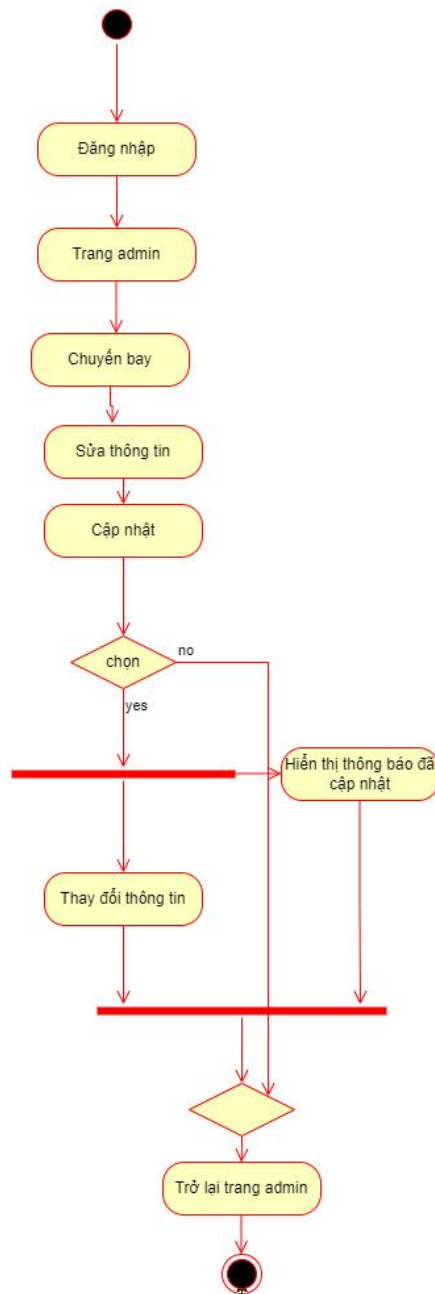 Đăng nhập
Trang admin
Chuyến bay
Sửa thông tin
Cập nhật
chọn
no
yes
Hiển thị thông báo đã
cập nhật
Thay đổi thông tin
Trở lại trang admin